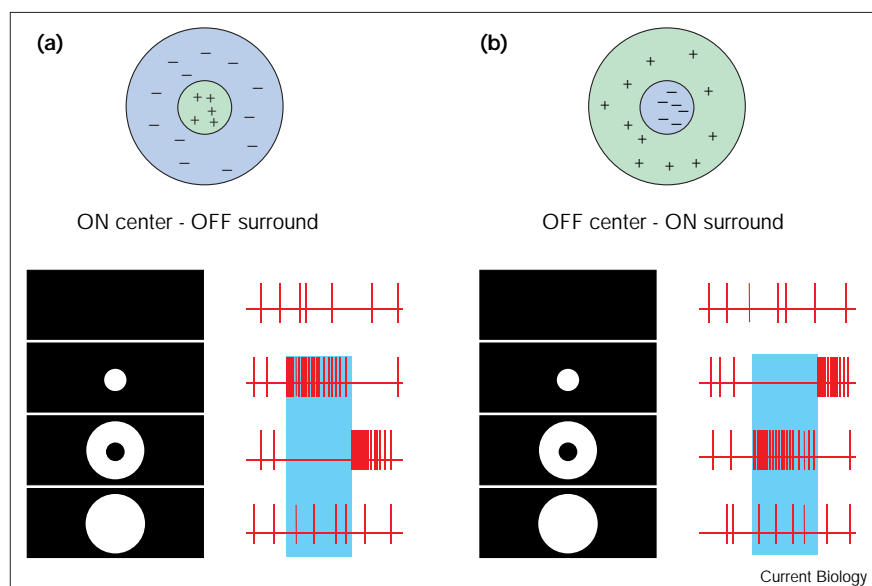 (a)
(b)
ON center - OFF surround
OFF center - ON surround
Current Biology